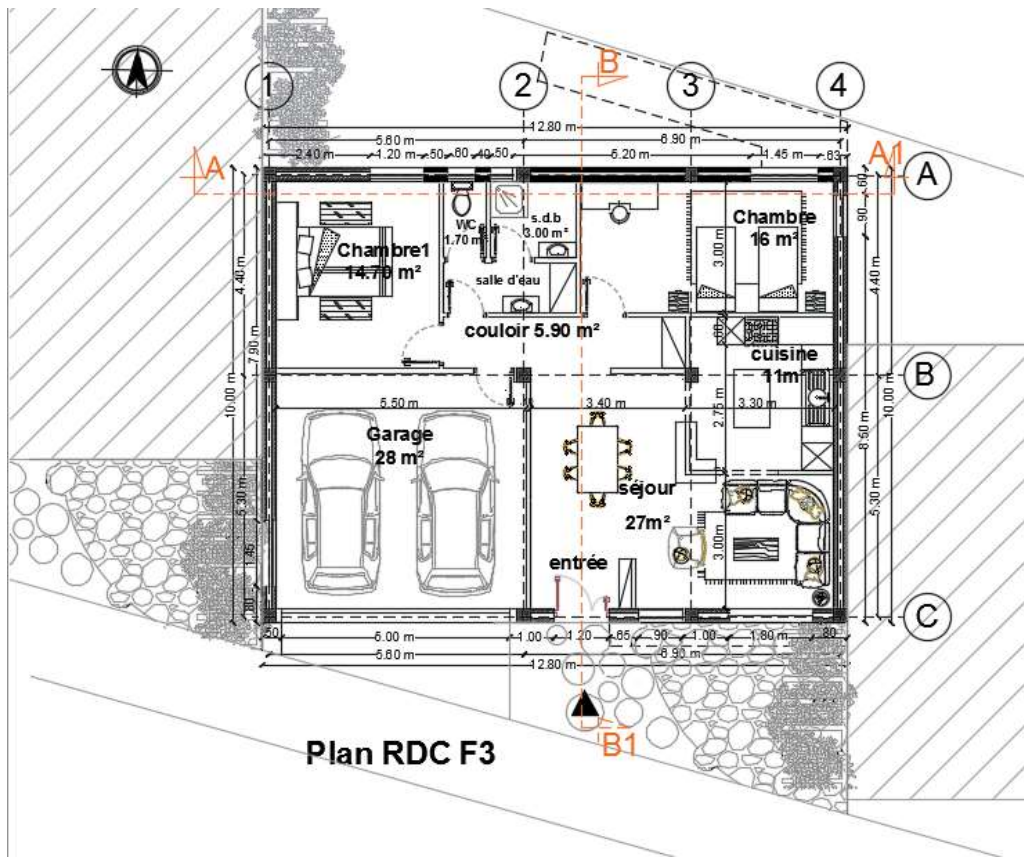 B
1
2
3
4
12.80 m
5.60 m
6.90 m
2.40 m
1.20 m
.50
.60
.40
.50
5.20 m
1.45 m
.63
A
A1
A
.60
.90
WC
1.70 m²
s.d.b
3.00 m²
Chambre
16 m²
3.00 m
Chambre1
14.70 m²
4.40 m
4.40 m
salle d'eau
couloir 5.90 m²
.60
cuisine
11m²
7.90 m
10.00 m
B
5.50 m
3.40 m
3.30 m
2.75 m
8.50 m
10.00 m
Garage
28 m²
séjour
27m²
5.30 m
5.30 m
1.45
3.00 m
entrée
.80
C
.50
5.00 m
1.00
1.20
.65
.90
1.00
1.80 m
.80
5.60 m
6.90 m
12.80 m
B1
Plan RDC F3